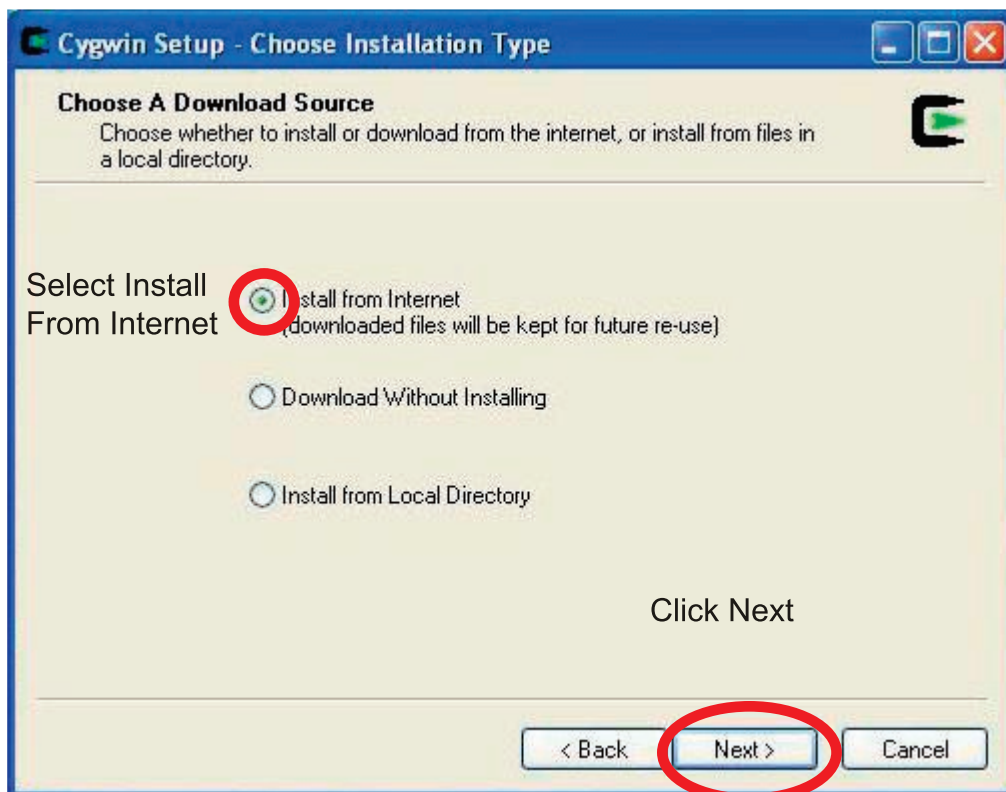 Cygwin Setup - Choose Installation Type
Choose A Download Source
Choose whether to install or download from the internet, or install from files in
a local directory.
Select Install
From Internet
Install from Internet
(downloaded files will be kept for future re-use)
Download Without Installing
Install from Local Directory
Click Next
< Back
Next >
Cancel